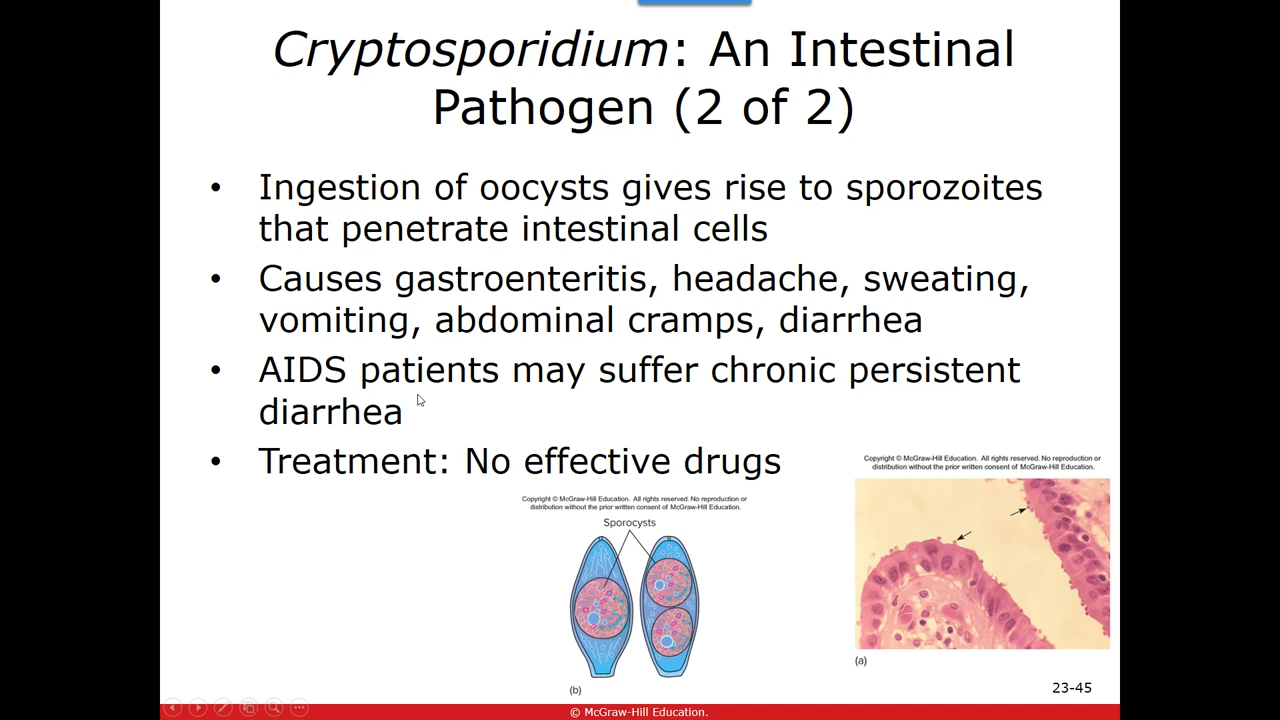 Cryptosporidium: An Intestinal
Pathogen (2 of 2)
• Ingestion of oocysts gives rise to sporozoites
that penetrate intestinal cells
• Causes gastroenteritis, headache, sweating,
vomiting, abdominal cramps, diarrhea
• AIDS patients may suffer chronic persistent
diarrhea
• Treatment: No effective drugs
Copyright © McGraw-Hill Education. All rights reserved. No reproduction or
distribution without the prior written consent of McGraw-Hill Education.
Sporocysts
(b)
Copyright © McGraw-Hill Education. All rights reserved. No reproduction or
distribution without the prior written consent of McGraw-Hill Education.
(a)
23-45
© McGraw-Hill Education.